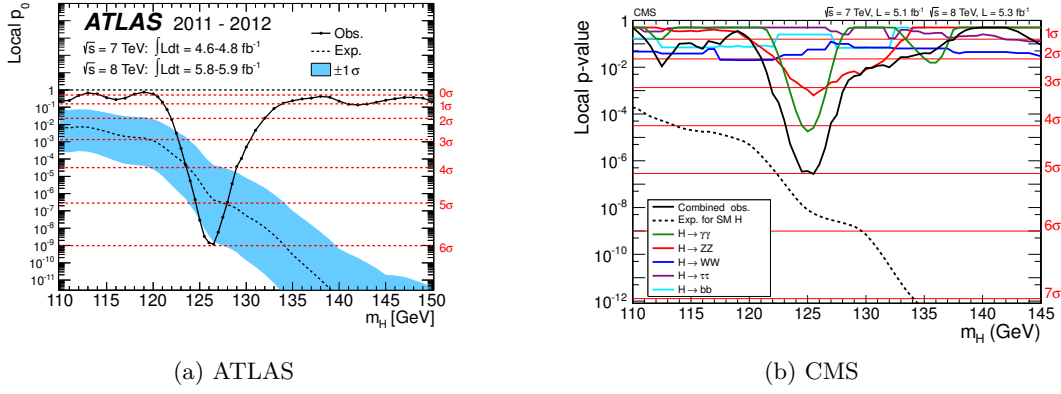 ATLAS 2011 - 2012
√s = 7 TeV: ∫Ldt = 4.6-4.8 fb⁻¹
√s = 8 TeV: ∫Ldt = 5.8-5.9 fb⁻¹
Obs.
Exp.
±1 σ
Local p₀
1
10⁻¹
10⁻²
10⁻³
10⁻⁴
10⁻⁵
10⁻⁶
10⁻⁷
10⁻⁸
10⁻⁹
10⁻¹⁰
10⁻¹¹
0σ
1σ
2σ
3σ
4σ
5σ
6σ
110 115 120 125 130 135 140 145 150
m_H [GeV]
(a) ATLAS
CMS √s = 7 TeV, L = 5.1 fb⁻¹ √s = 8 TeV, L = 5.3 fb⁻¹
Local p-value
1
10⁻²
10⁻⁴
10⁻⁶
10⁻⁸
10⁻¹⁰
10⁻¹²
1σ
2σ
3σ
4σ
5σ
6σ
7σ
Combined obs.
Exp. for SM H
H → γγ
H → ZZ
H → WW
H → ττ
H → bb
110 115 120 125 130 135 140 145
m_H (GeV)
(b) CMS